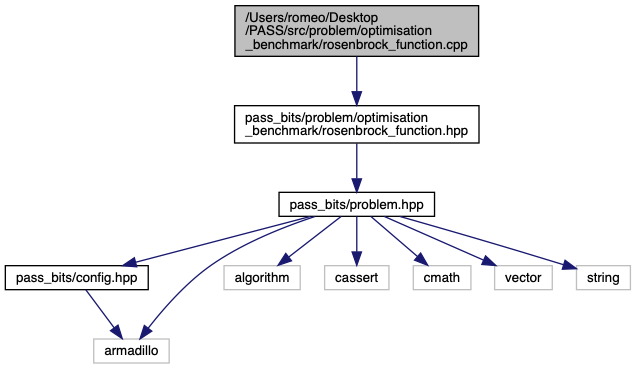 /Users/romeo/Desktop
/PASS/src/problem/optimisation
_benchmark/rosenbrock_function.cpp
pass_bits/problem/optimisation
_benchmark/rosenbrock_function.hpp
pass_bits/problem.hpp
pass_bits/config.hpp
algorithm
cassert
cmath
vector
string
armadillo